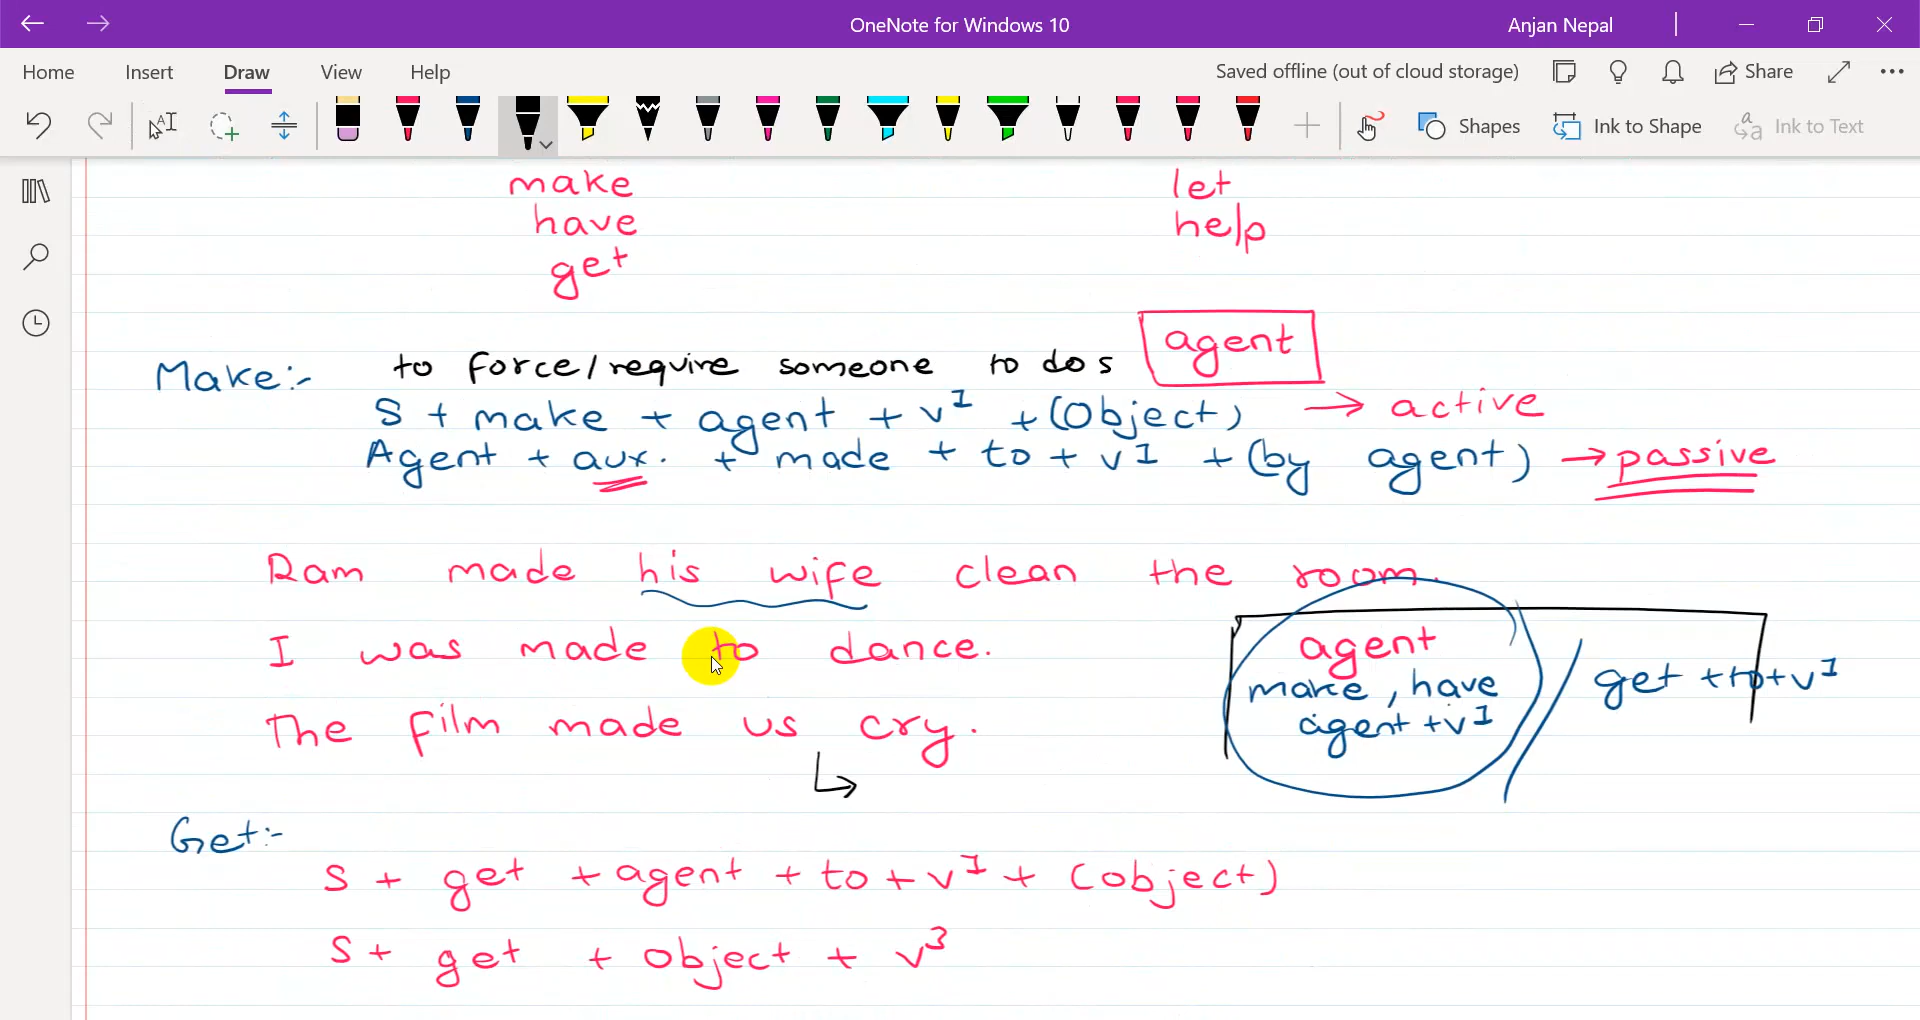 OneNote for Windows 10
Anjan Nepal
Home Insert Draw View Help
Saved offline (out of cloud storage)
Share
Shapes
Ink to Shape
Ink to Text
make let
have help
get
agent
Make:- to force/require someone to do s
S + make + agent + v1 + (Object) → active
Agent + aux. + made + to + v1 + (by agent) → passive
Ram made his wife clean the room.
I was made to dance.
The film made us cry.
agent
make, have / get + to + v1
agent + v1
Get:-
S + get + agent + to + v1 + (object)
S + get + object + v3